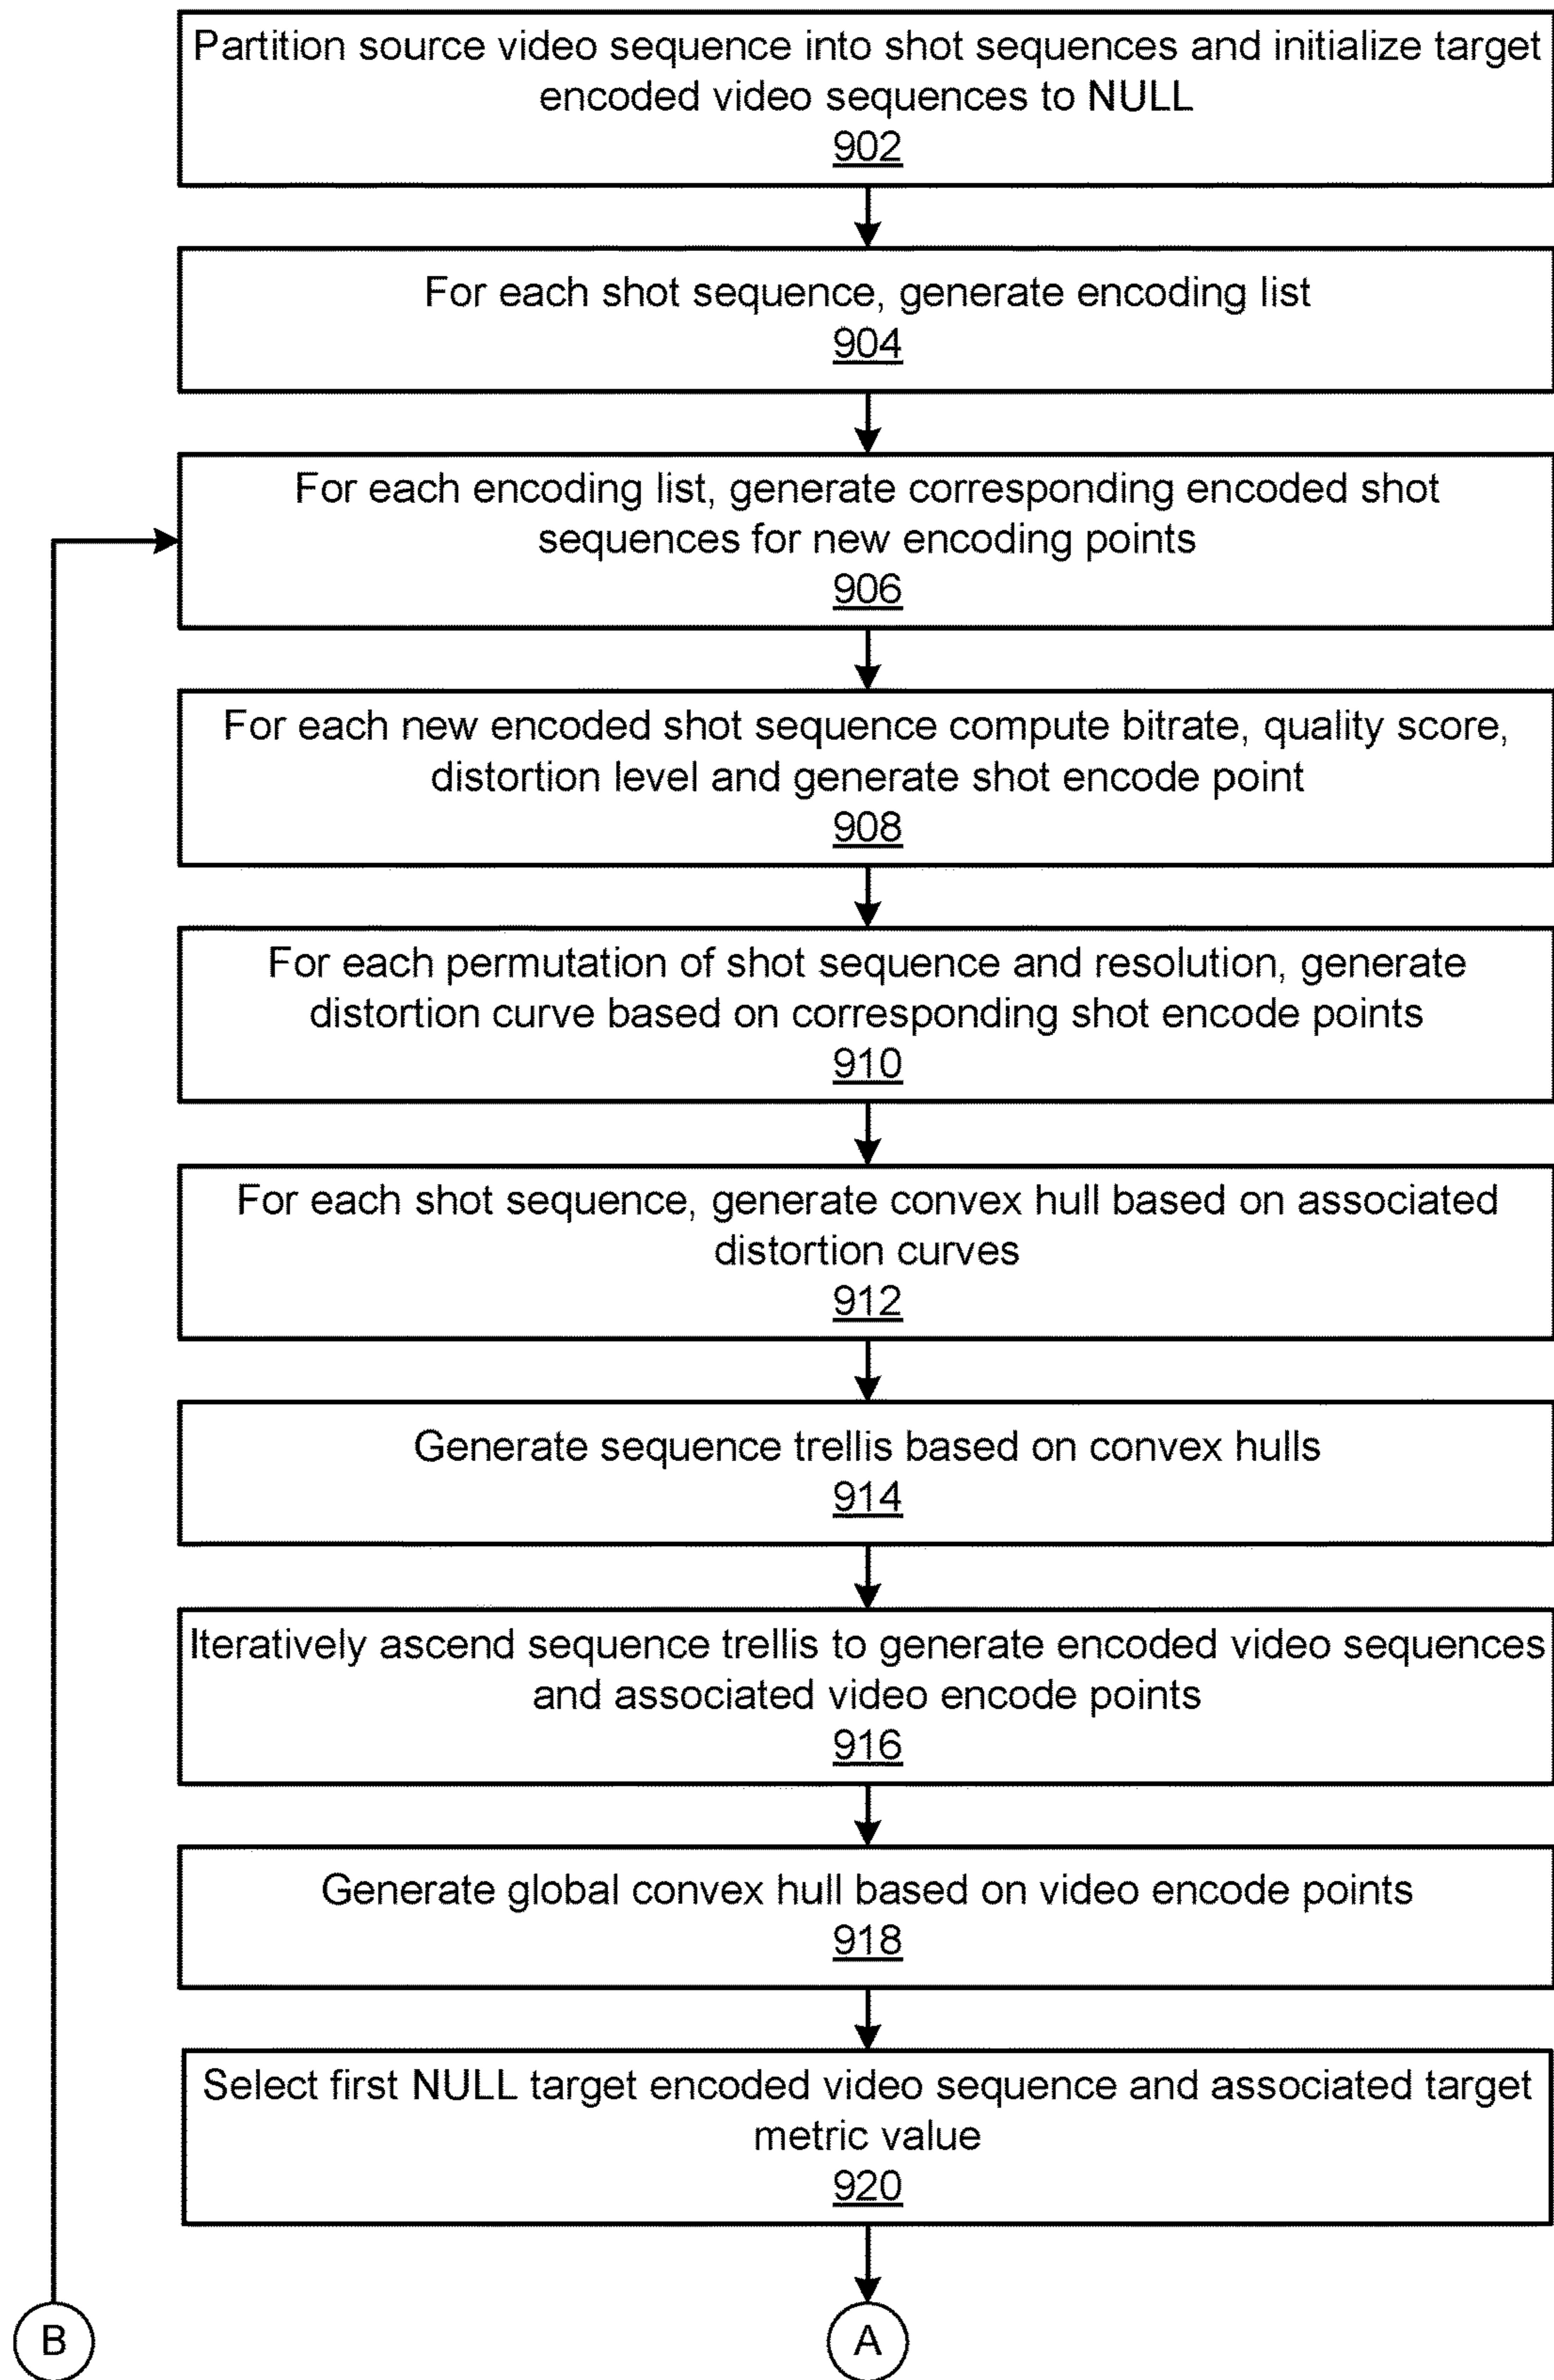 Partition source video sequence into shot sequences and initialize target
encoded video sequences to NULL
902
For each shot sequence, generate encoding list
904
For each encoding list, generate corresponding encoded shot
sequences for new encoding points
906
For each new encoded shot sequence compute bitrate, quality score,
distortion level and generate shot encode point
908
For each permutation of shot sequence and resolution, generate
distortion curve based on corresponding shot encode points
910
For each shot sequence, generate convex hull based on associated
distortion curves
912
Generate sequence trellis based on convex hulls
914
Iteratively ascend sequence trellis to generate encoded video sequences
and associated video encode points
916
Generate global convex hull based on video encode points
918
Select first NULL target encoded video sequence and associated target
metric value
920
B
A